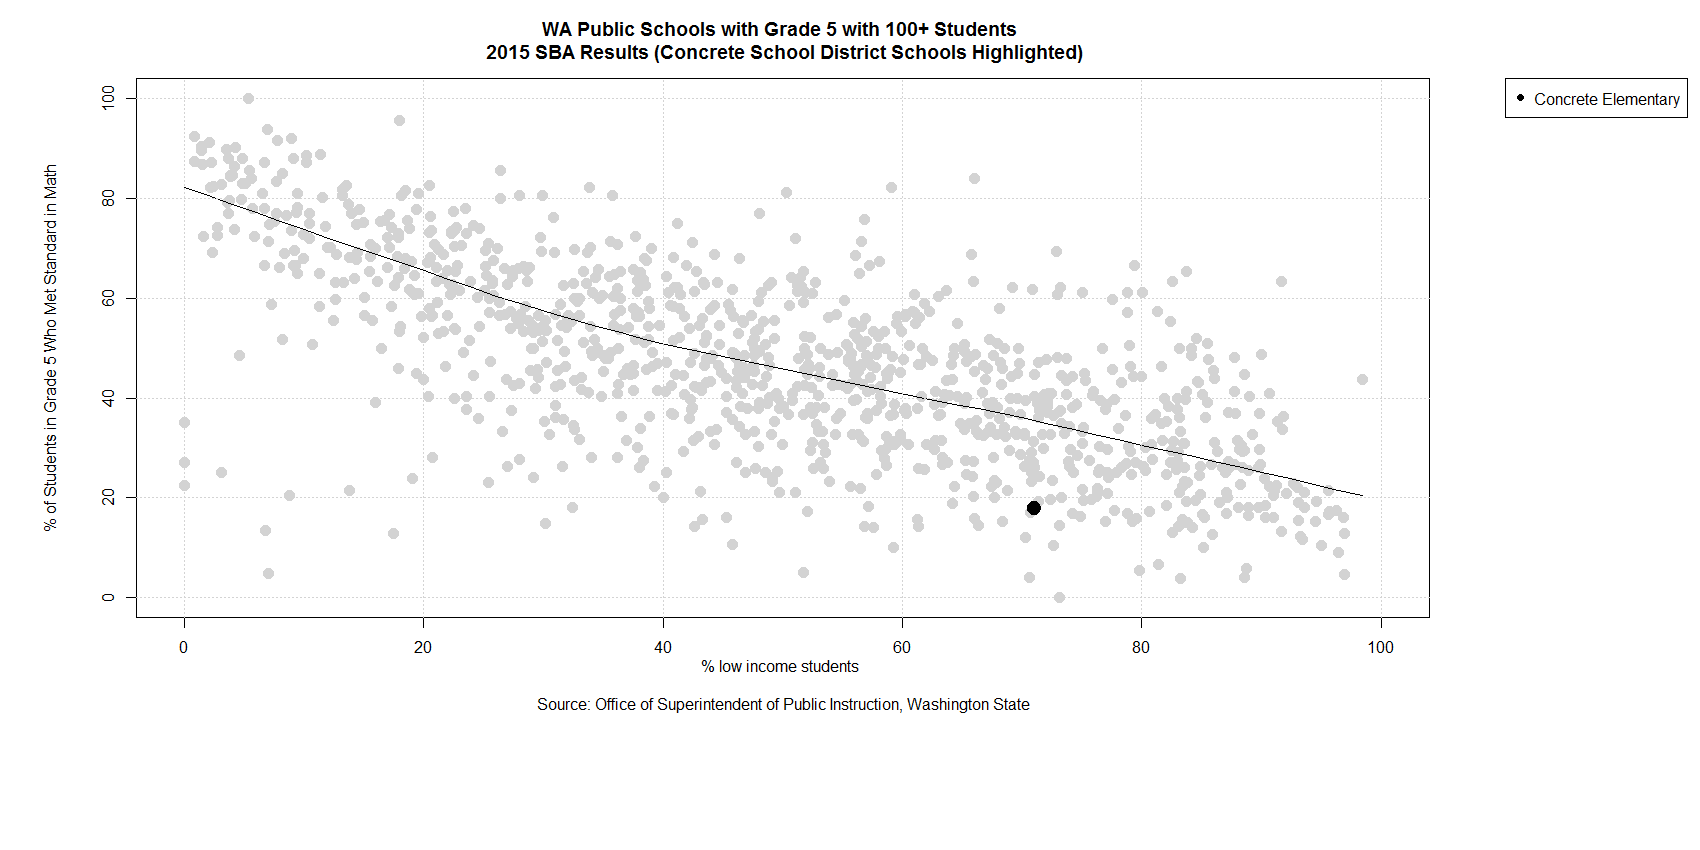 WA Public Schools with Grade 5 with 100+ Students
2015 SBA Results (Concrete School District Schools Highlighted)
Concrete Elementary
% of Students in Grade 5 Who Met Standard in Math
100
80
60
40
20
0
0 20 40 60 80 100
% low income students
Source: Office of Superintendent of Public Instruction, Washington State